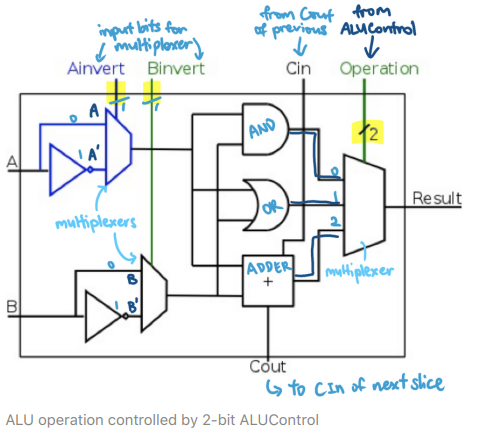 input bits for
multiplexer
from Cout
of previous
from
ALUControl
Ainvert
Binvert
Cin
Operation
1
1
2
A
0
A
1
A'
AND
0
OR
1
Result
2
multiplexers
ADDER
+
multiplexer
0
B
B
1
B'
Cout
↳ to CIn of next slice
ALU operation controlled by 2-bit ALUControl